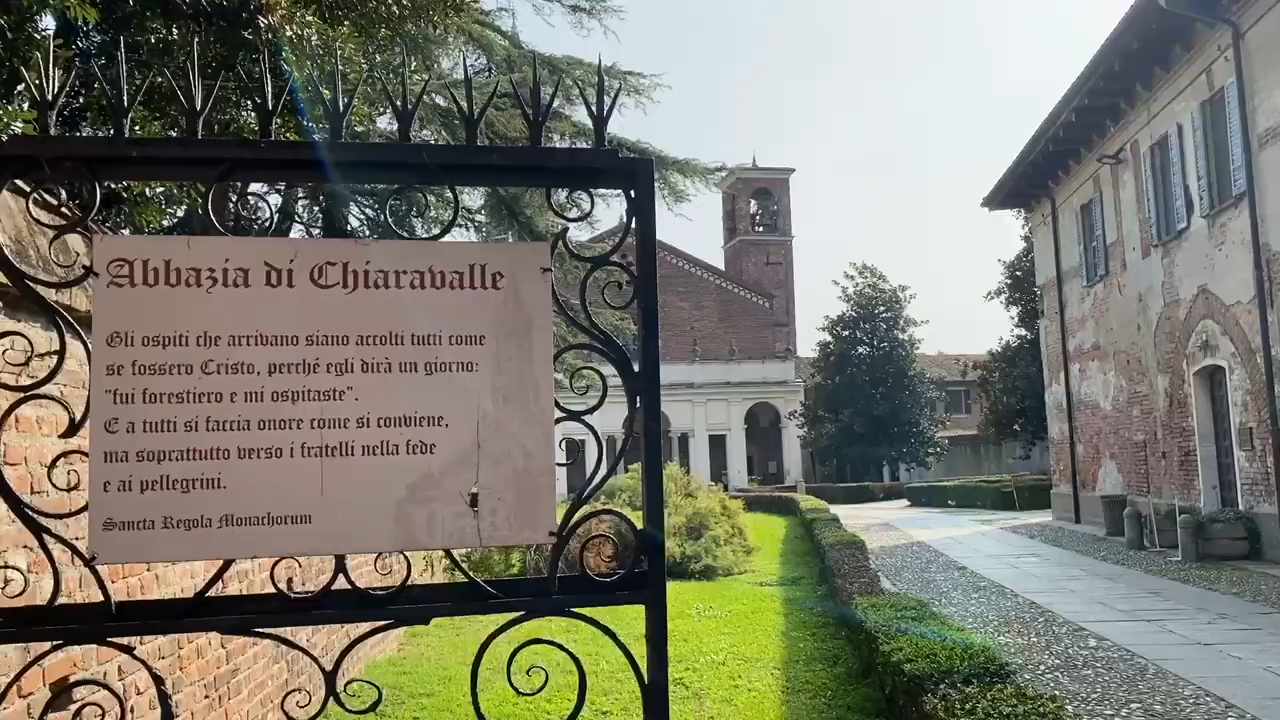 Abbazia di Chiaravalle
Gli ospiti che arrivano siano accolti tutti come
se fossero Cristo, perché egli dirà un giorno:
"fui forestiero e mi ospitaste".
E a tutti si faccia onore come si conviene,
ma soprattutto verso i fratelli nella fede
e ai pellegrini.
Sancta Regola Monachorum